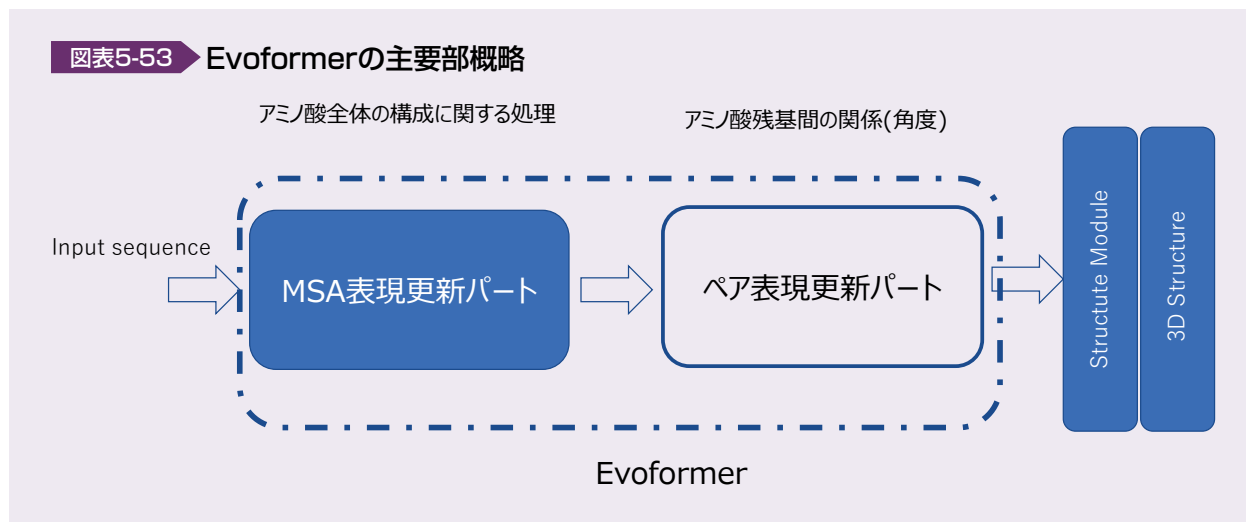 図表5-53 Evoformerの主要部概略
アミノ酸全体の構成に関する処理
アミノ酸残基間の関係(角度)
Input sequence
MSA表現更新パート
ペア表現更新パート
Structute Module
3D Structure
Evoformer